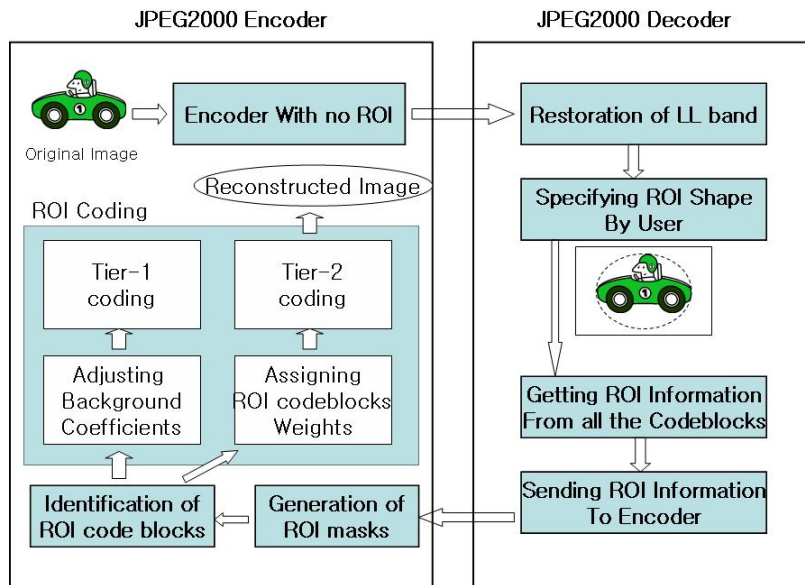 JPEG2000 Encoder
JPEG2000 Decoder
1
Original Image
Encoder With no ROI
Restoration of LL band
Reconstructed Image
Specifying ROI Shape
By User
1
ROI Coding
Tier-1
coding
Tier-2
coding
Adjusting
Background
Coefficients
Assigning
ROI codeblocks
Weights
Getting ROI Information
From all the Codeblocks
Identification of
ROI code blocks
Generation of
ROI masks
Sending ROI Information
To Encoder